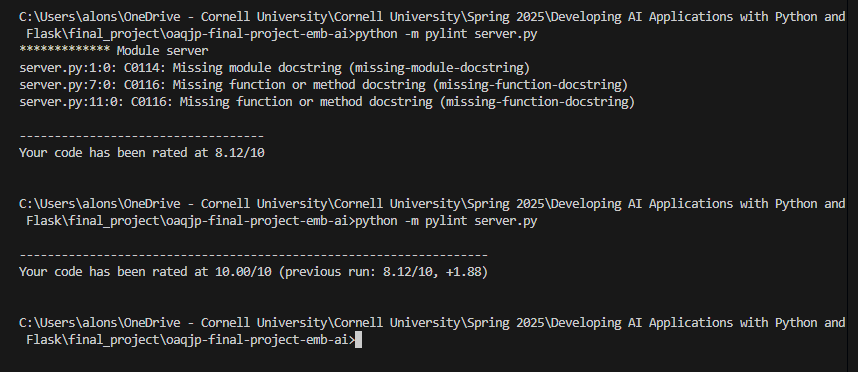 C:\Users\alons\OneDrive - Cornell University\Cornell University\Spring 2025\Developing AI Applications with Python and
Flask\final_project\oaqjp-final-project-emb-ai>python -m pylint server.py
************* Module server
server.py:1:0: C0114: Missing module docstring (missing-module-docstring)
server.py:7:0: C0116: Missing function or method docstring (missing-function-docstring)
server.py:11:0: C0116: Missing function or method docstring (missing-function-docstring)
-----------------------------------
Your code has been rated at 8.12/10
C:\Users\alons\OneDrive - Cornell University\Cornell University\Spring 2025\Developing AI Applications with Python and
Flask\final_project\oaqjp-final-project-emb-ai>python -m pylint server.py
--------------------------------------------------------------------
Your code has been rated at 10.00/10 (previous run: 8.12/10, +1.88)
C:\Users\alons\OneDrive - Cornell University\Cornell University\Spring 2025\Developing AI Applications with Python and
Flask\final_project\oaqjp-final-project-emb-ai>